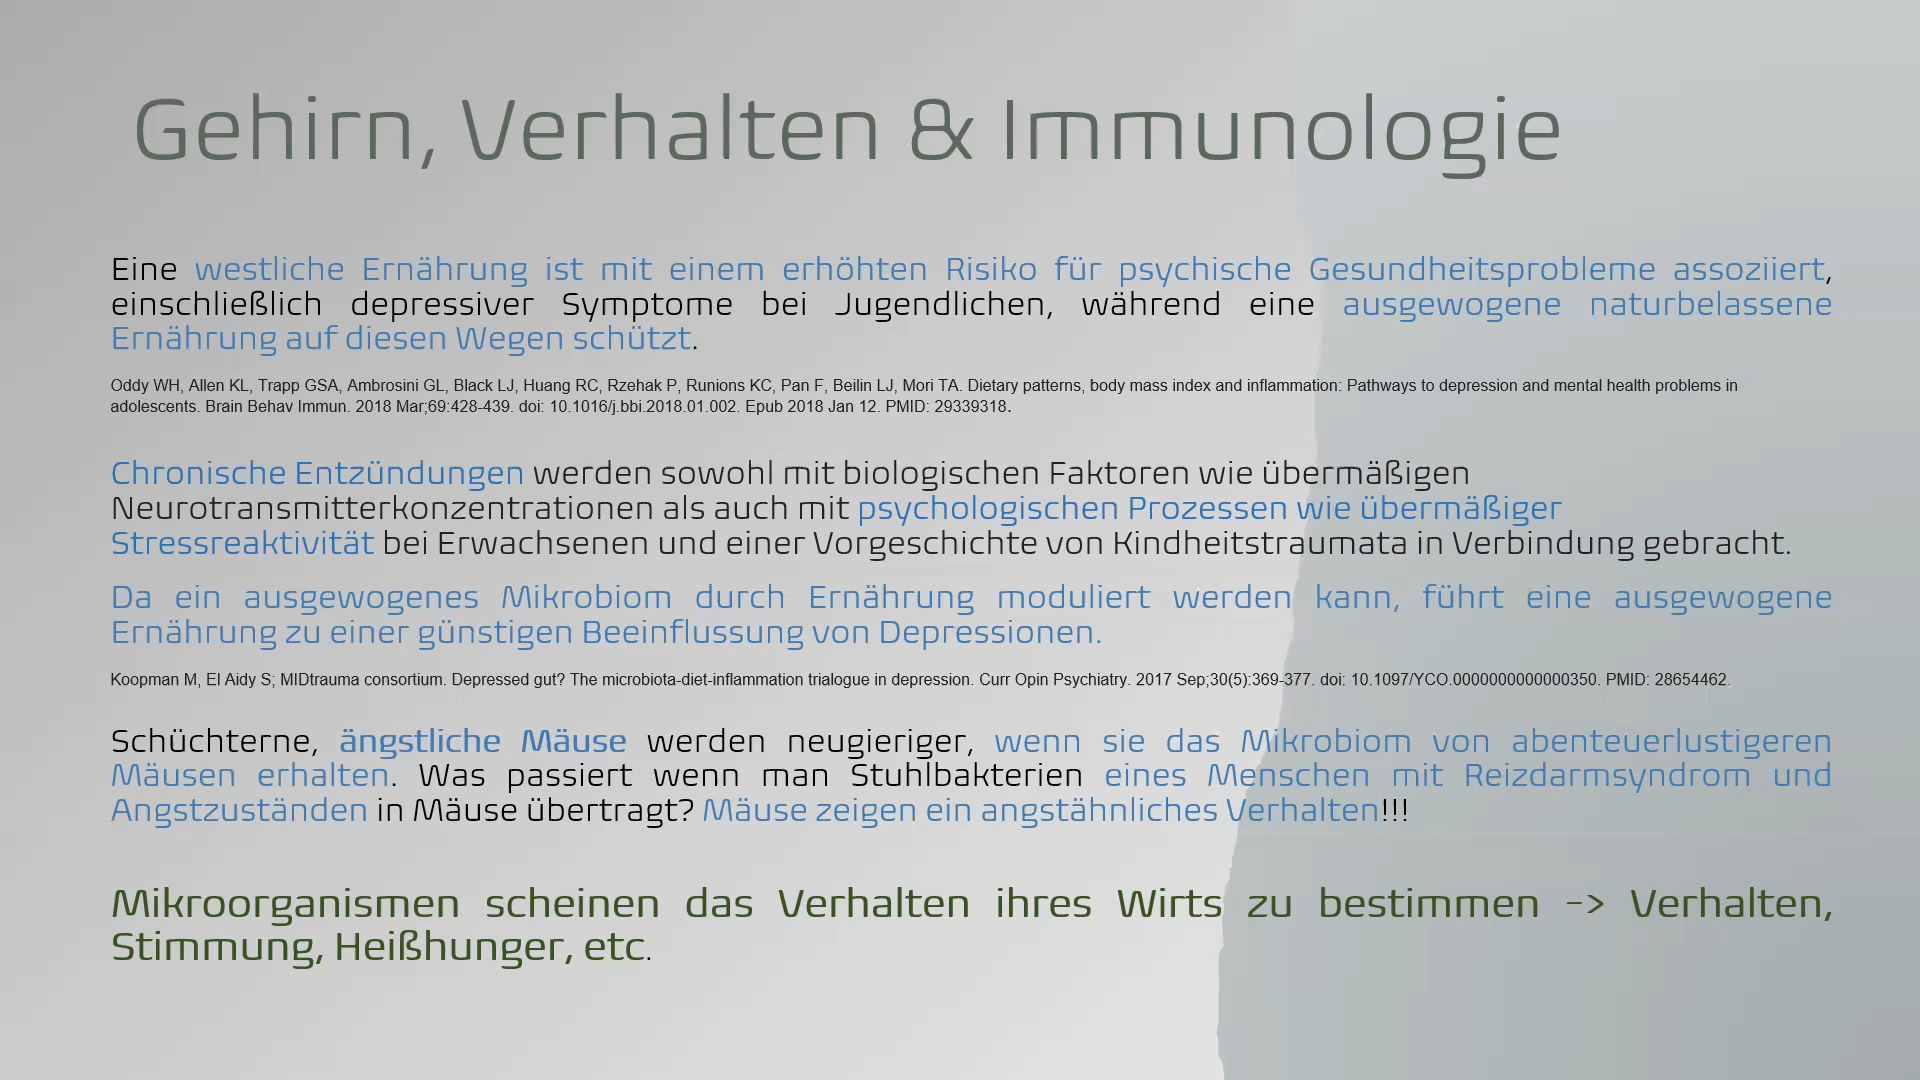 Gehirn, Verhalten & Immunologie
Eine westliche Ernährung ist mit einem erhöhten Risiko für psychische Gesundheitsprobleme assoziiert,
einschließlich depressiver Symptome bei Jugendlichen, während eine ausgewogene naturbelassene
Ernährung auf diesen Wegen schützt.
Oddy WH, Allen KL, Trapp GSA, Ambrosini GL, Black LJ, Huang RC, Rzehak P, Runions KC, Pan F, Beilin LJ, Mori TA. Dietary patterns, body mass index and inflammation: Pathways to depression and mental health problems in
adolescents. Brain Behav Immun. 2018 Mar;69:428-439. doi: 10.1016/j.bbi.2018.01.002. Epub 2018 Jan 12. PMID: 29339318.
Chronische Entzündungen werden sowohl mit biologischen Faktoren wie übermäßigen
Neurotransmitterkonzentrationen als auch mit psychologischen Prozessen wie übermäßiger
Stressreaktivität bei Erwachsenen und einer Vorgeschichte von Kindheitstraumata in Verbindung gebracht.
Da ein ausgewogenes Mikrobiom durch Ernährung moduliert werden kann, führt eine ausgewogene
Ernährung zu einer günstigen Beeinflussung von Depressionen.
Koopman M, El Aidy S; MIDtrauma consortium. Depressed gut? The microbiota-diet-inflammation trialogue in depression. Curr Opin Psychiatry. 2017 Sep;30(5):369-377. doi: 10.1097/YCO.0000000000000350. PMID: 28654462.
Schüchterne, ängstliche Mäuse werden neugieriger, wenn sie das Mikrobiom von abenteuerlustigeren
Mäusen erhalten. Was passiert wenn man Stuhlbakterien eines Menschen mit Reizdarmsyndrom und
Angstzuständen in Mäuse übertragt? Mäuse zeigen ein angstähnliches Verhalten!!!
Mikroorganismen scheinen das Verhalten ihres Wirts zu bestimmen -> Verhalten,
Stimmung, Heißhunger, etc.